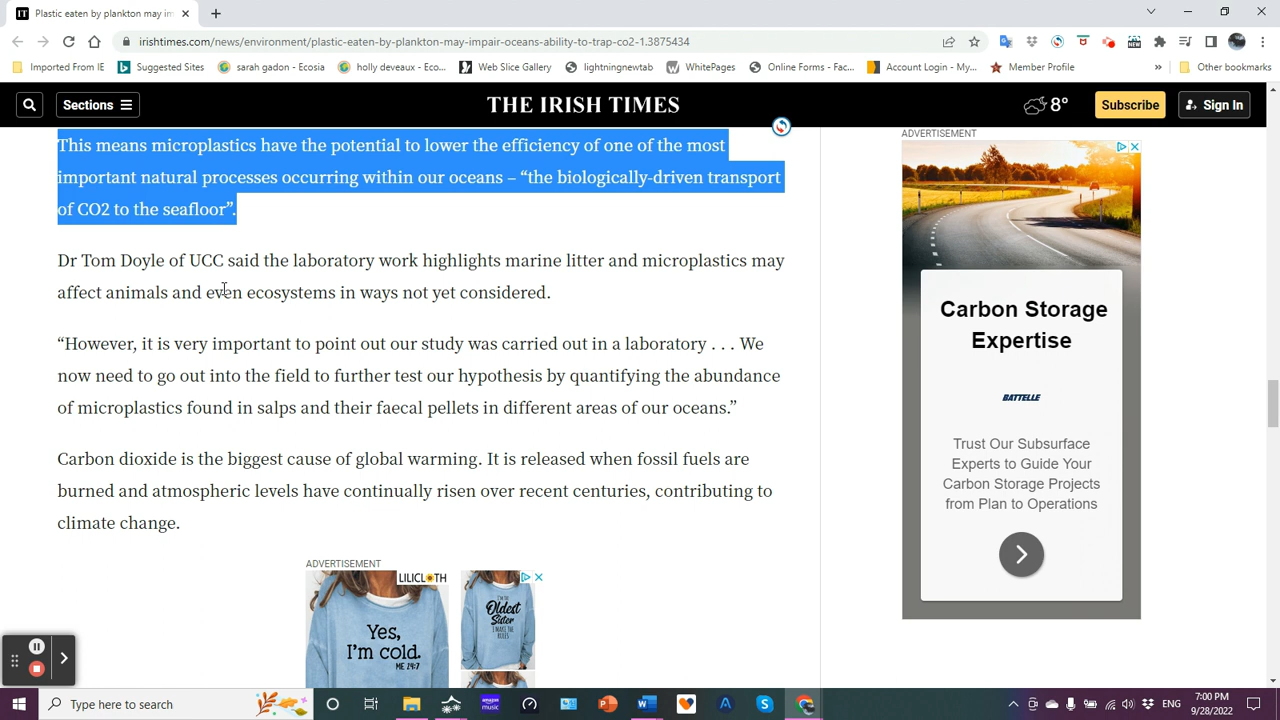 Plastic eaten by plankton may im
irishtimes.com/news/environment/plastic-eaten-by-plankton-may-impair-oceans-ability-to-trap-co2-1.3875434
Imported From IE
Suggested Sites
sarah gadon - Ecosia
holly deveaux - Eco...
Web Slice Gallery
lightningnewtab
WhitePages
Online Forms - Fac...
Account Login - My...
Member Profile
»
Other bookmarks
Sections
THE IRISH TIMES
8°
Subscribe
Sign In
This means microplastics have the potential to lower the efficiency of one of the most
important natural processes occurring within our oceans – “the biologically-driven transport
of CO2 to the seafloor”.
Dr Tom Doyle of UCC said the laboratory work highlights marine litter and microplastics may
affect animals and even ecosystems in ways not yet considered.
“However, it is very important to point out our study was carried out in a laboratory . . . We
now need to go out into the field to further test our hypothesis by quantifying the abundance
of microplastics found in salps and their faecal pellets in different areas of our oceans.”
Carbon dioxide is the biggest cause of global warming. It is released when fossil fuels are
burned and atmospheric levels have continually risen over recent centuries, contributing to
climate change.
ADVERTISEMENT
LILICLOTH
Yes,
I'm cold.
ME 24:7
Oldest
Sister
I MAKE THE
RULES
ADVERTISEMENT
Carbon Storage
Expertise
BATTELLE
Trust Our Subsurface
Experts to Guide Your
Carbon Storage Projects
from Plan to Operations
Type here to search
7:00 PM
9/28/2022